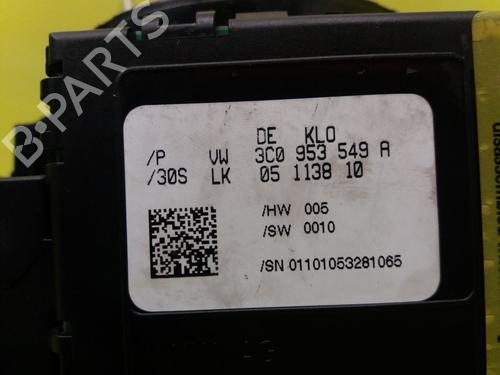 B-PARTS
DE KLO
/P VW 3C0 953 549 A
/30S LK 05 1138 10
/HW 005
/SW 0010
/SN 01101053281065